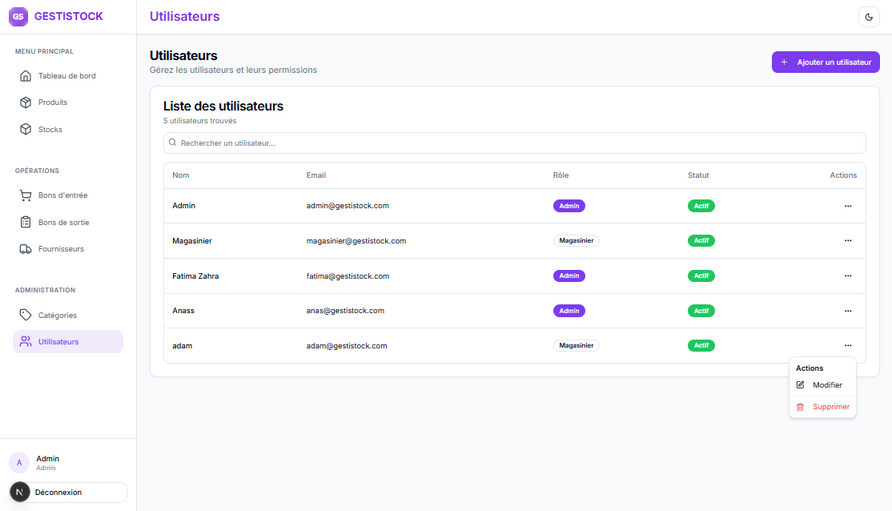 GS GESTISTOCK
Utilisateurs
MENU PRINCIPAL
Tableau de bord
Produits
Stocks
OPÉRATIONS
Bons d'entrée
Bons de sortie
Fournisseurs
ADMINISTRATION
Catégories
Utilisateurs
A
Admin
Admin
N Déconnexion
Utilisateurs
Gérez les utilisateurs et leurs permissions
+ Ajouter un utilisateur
Liste des utilisateurs
5 utilisateurs trouvés
Rechercher un utilisateur...
Nom Email Rôle Statut Actions
Admin admin@gestistock.com Admin Actif ...
Magasinier magasinier@gestistock.com Magasinier Actif ...
Fatima Zahra fatima@gestistock.com Admin Actif ...
Anass anas@gestistock.com Admin Actif ...
adam adam@gestistock.com Magasinier Actif ...
Actions
Modifier
Supprimer